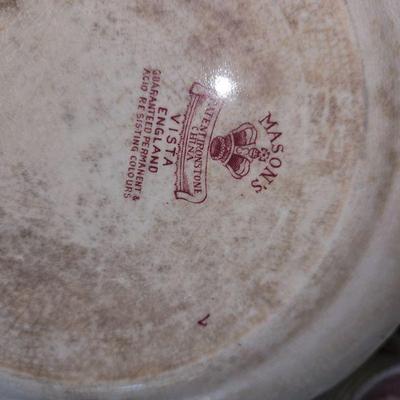 MASON'S
PATENT IRONSTONE
CHINA
VISTA
ENGLAND
GUARANTEED PERMANENT &
ACID RESISTING COLOURS